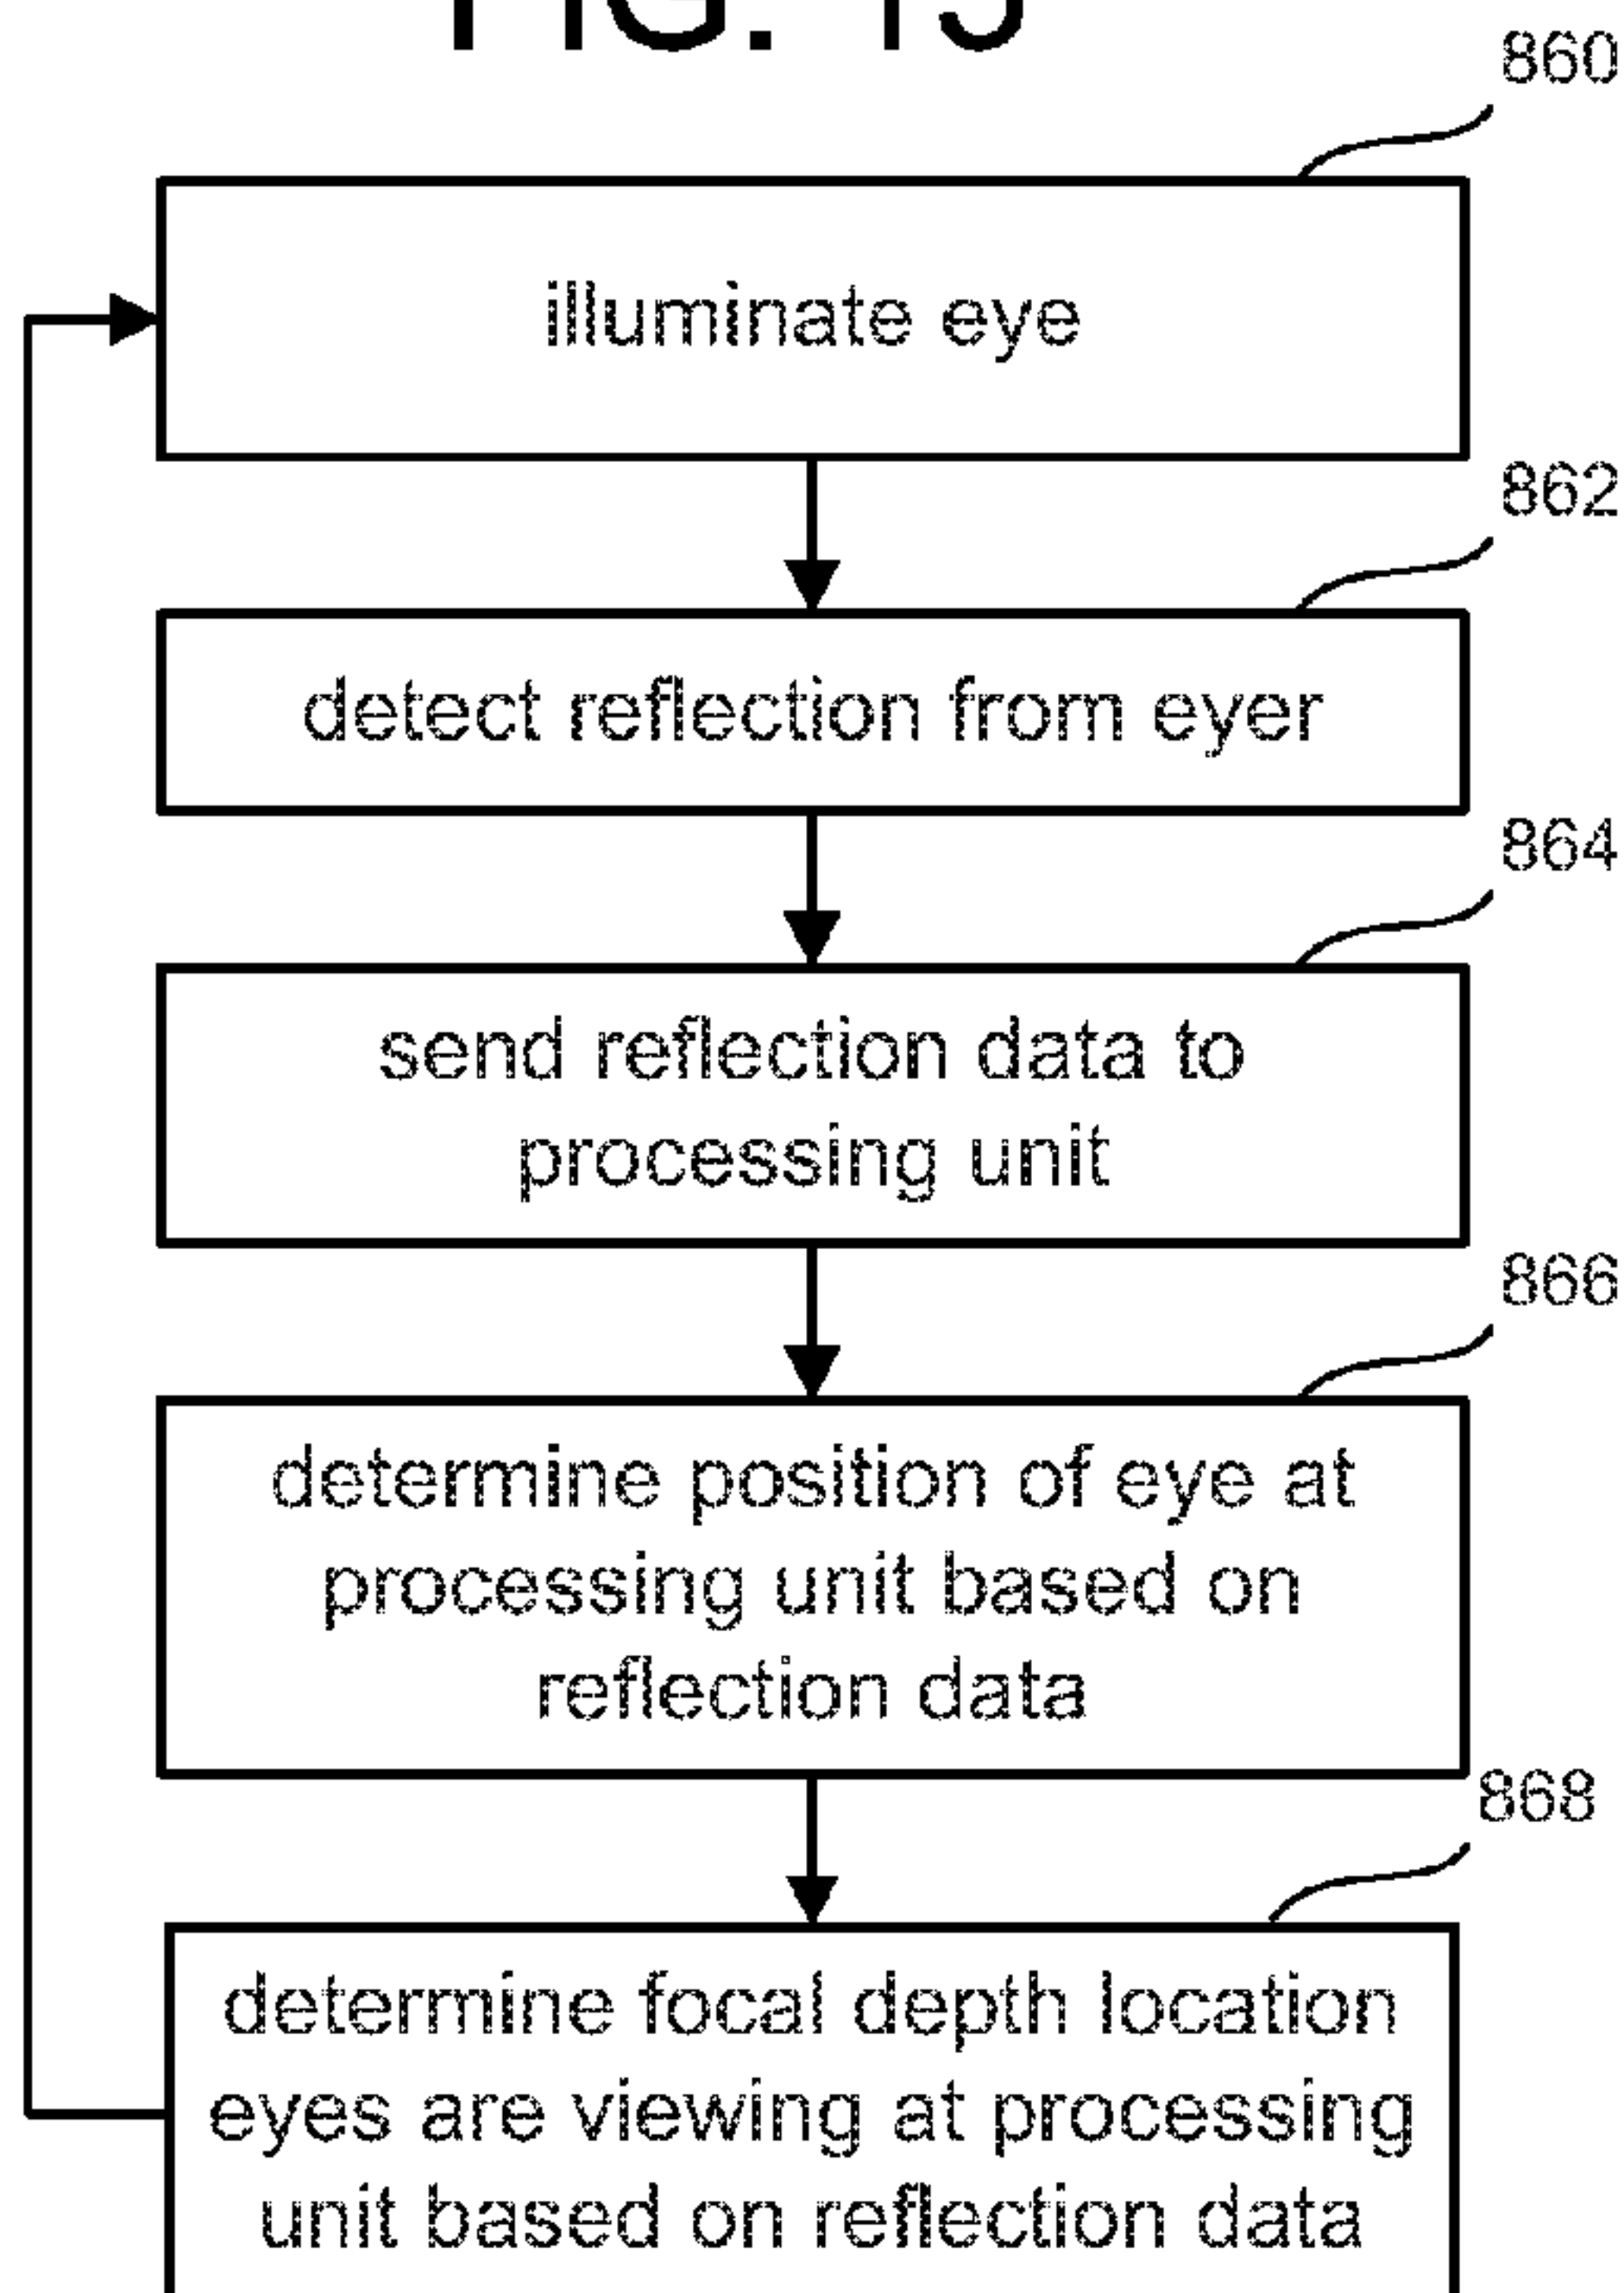 FIG. 15
860
illuminate eye
862
detect reflection from eyer
864
send reflection data to
processing unit
866
determine position of eye at
processing unit based on
reflection data
868
determine focal depth location
eyes are viewing at processing
unit based on reflection data